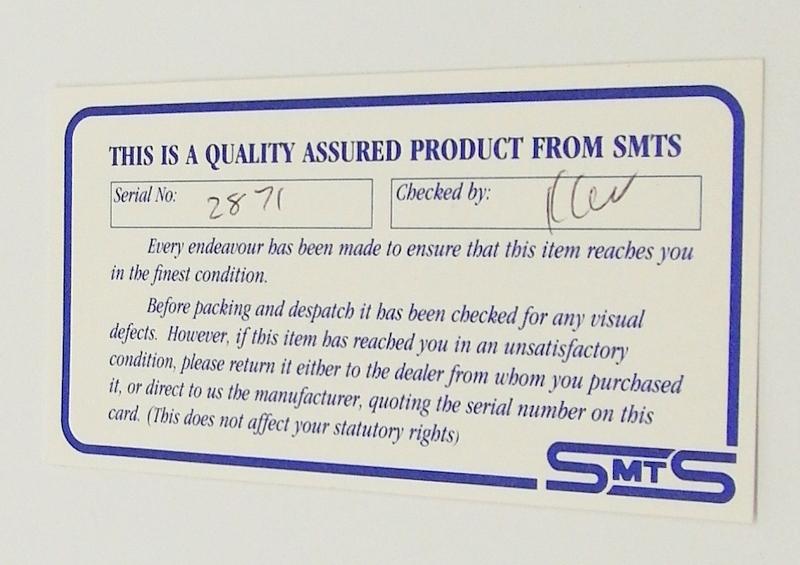 THIS IS A QUALITY ASSURED PRODUCT FROM SMTS
Serial No: 2871 Checked by:
Every endeavour has been made to ensure that this item reaches you
in the finest condition.
Before packing and despatch it has been checked for any visual
defects. However, if this item has reached you in an unsatisfactory
condition, please return it either to the dealer from whom you purchased
it, or direct to us the manufacturer, quoting the serial number on this
card. (This does not affect your statutory rights)
SMTS